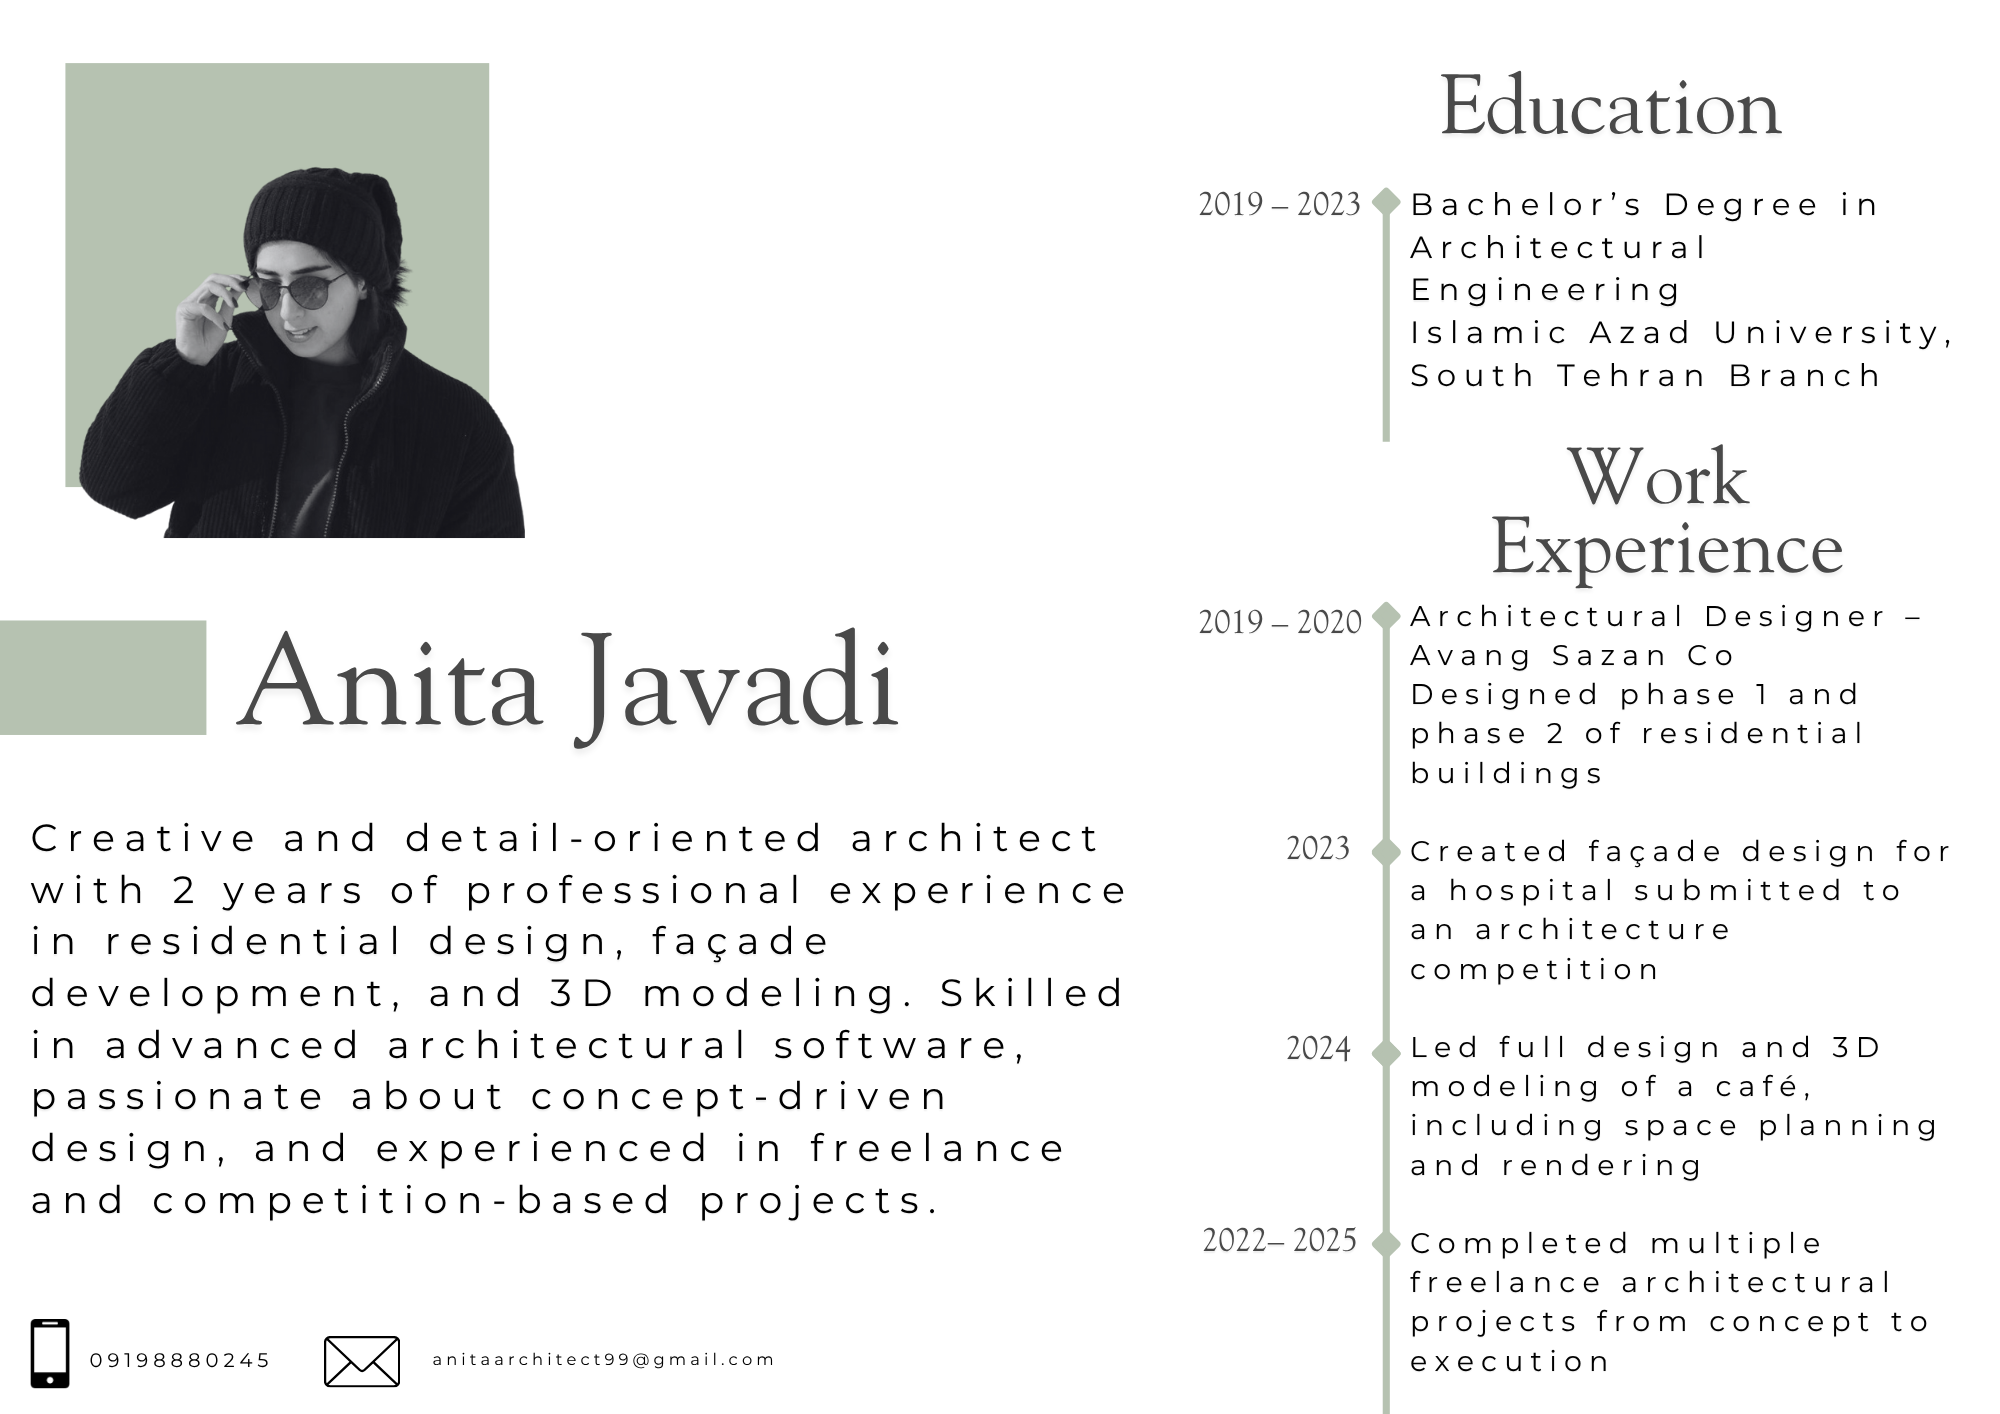 Anita Javadi
Creative and detail-oriented architect
with 2 years of professional experience
in residential design, façade
development, and 3D modeling. Skilled
in advanced architectural software,
passionate about concept-driven
design, and experienced in freelance
and competition-based projects.
09198880245
anitaarchitect99@gmail.com
Education
2019 – 2023
Bachelor’s Degree in
Architectural
Engineering
Islamic Azad University,
South Tehran Branch
Work
Experience
2019 – 2020
Architectural Designer –
Avang Sazan Co
Designed phase 1 and
phase 2 of residential
buildings
2023
Created façade design for
a hospital submitted to
an architecture
competition
2024
Led full design and 3D
modeling of a café,
including space planning
and rendering
2022– 2025
Completed multiple
freelance architectural
projects from concept to
execution